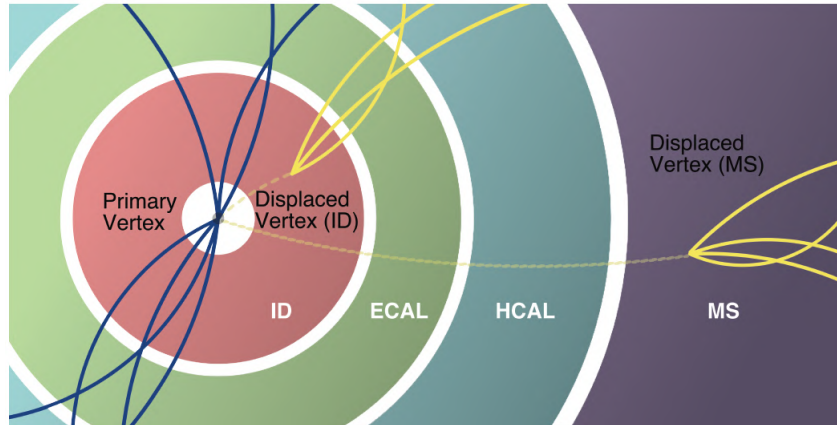 Displaced
Vertex (MS)
Primary
Vertex
Displaced
Vertex (ID)
ID
ECAL
HCAL
MS